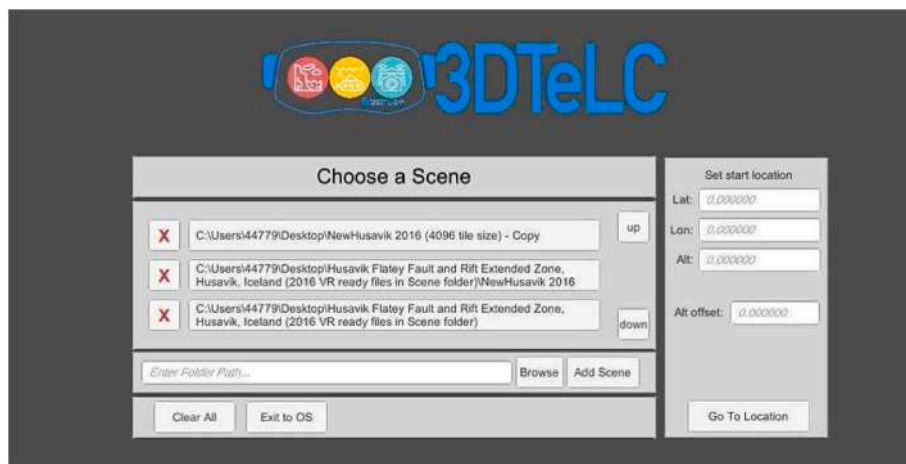 3DTeLC
Choose a Scene
X
C:\Users\44779\Desktop\NewHusavik 2016 (4096 tile size) - Copy
up
X
C:\Users\44779\Desktop\Husavik Flatey Fault and Rift Extended Zone,
Husavik, Iceland (2016 VR ready files in Scene folder)\NewHusavik 2016
X
C:\Users\44779\Desktop\Husavik Flatey Fault and Rift Extended Zone,
Husavik, Iceland (2016 VR ready files in Scene folder)
down
Enter Folder Path...
Browse
Add Scene
Clear All
Exit to OS
Set start location
Lat: 0.000000
Lon: 0.000000
Alt: 0.000000
Alt offset: 0.000000
Go To Location